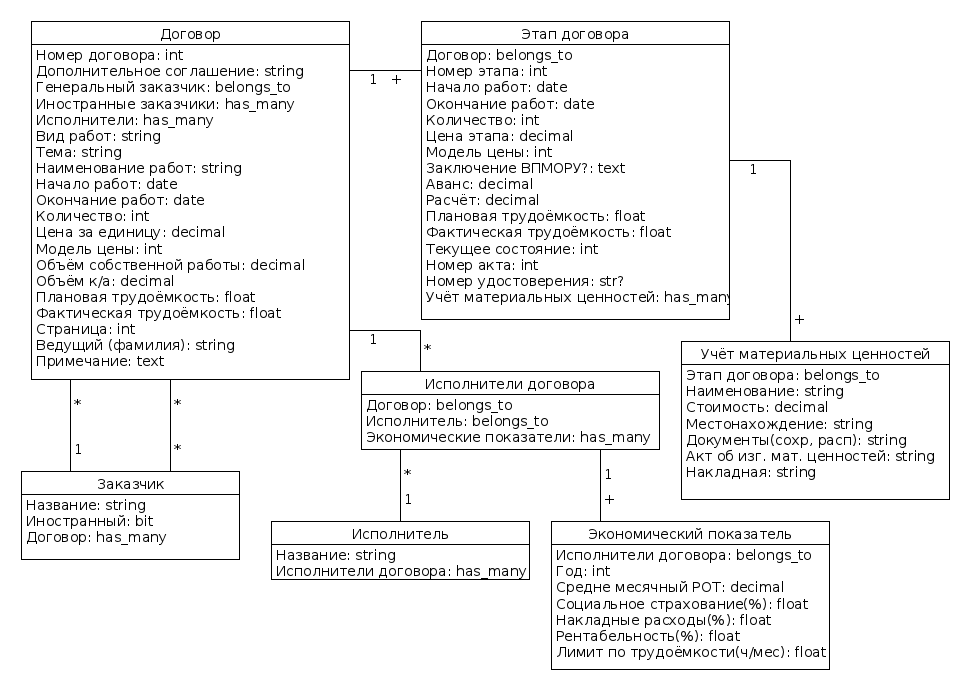 Договор
Номер договора: int
Дополнительное соглашение: string
Генеральный заказчик: belongs_to
Иностранные заказчики: has_many
Исполнители: has_many
Вид работ: string
Тема: string
Наименование работ: string
Начало работ: date
Окончание работ: date
Количество: int
Цена за единицу: decimal
Модель цены: int
Объём собственной работы: decimal
Объём к/а: decimal
Плановая трудоёмкость: float
Фактическая трудоёмкость: float
Страница: int
Ведущий (фамилия): string
Примечание: text
1 +
Этап договора
Договор: belongs_to
Номер этапа: int
Начало работ: date
Окончание работ: date
Количество: int
Цена этапа: decimal
Модель цены: int
Заключение ВПМОРУ?: text
Аванс: decimal
Расчёт: decimal
Плановая трудоёмкость: float
Фактическая трудоёмкость: float
Текущее состояние: int
Номер акта: int
Номер удостоверения: str?
Учёт материальных ценностей: has_many
1
+
Учёт материальных ценностей
Этап договора: belongs_to
Наименование: string
Стоимость: decimal
Местонахождение: string
Документы(сохр, расп): string
Акт об изг. мат. ценностей: string
Накладная: string
1
*
Исполнители договора
Договор: belongs_to
Исполнитель: belongs_to
Экономические показатели: has_many
* *
1 *
Заказчик
Название: string
Иностранный: bit
Договор: has_many
*
1
Исполнитель
Название: string
Исполнители договора: has_many
1
+
Экономический показатель
Исполнители договора: belongs_to
Год: int
Средне месячный РОТ: decimal
Социальное страхование(%): float
Накладные расходы(%): float
Рентабельность(%): float
Лимит по трудоёмкости(ч/мес): float